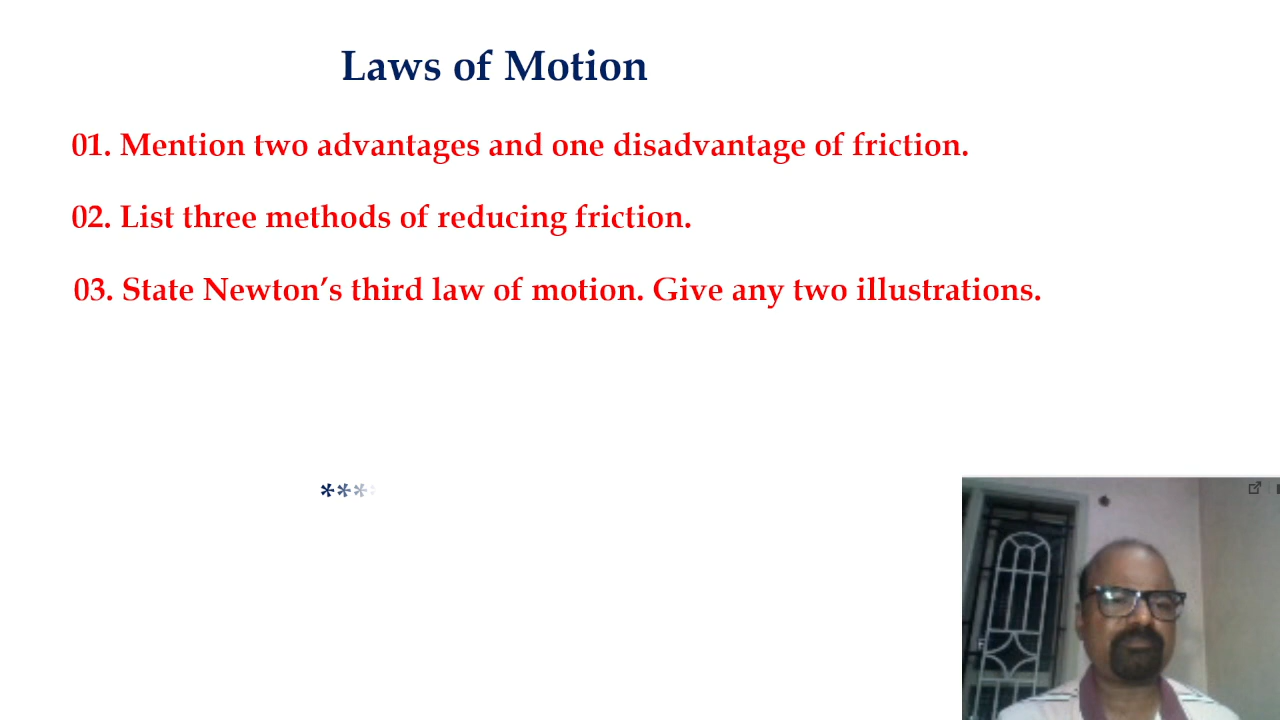 Laws of Motion
01. Mention two advantages and one disadvantage of friction.
02. List three methods of reducing friction.
03. State Newton’s third law of motion. Give any two illustrations.
****